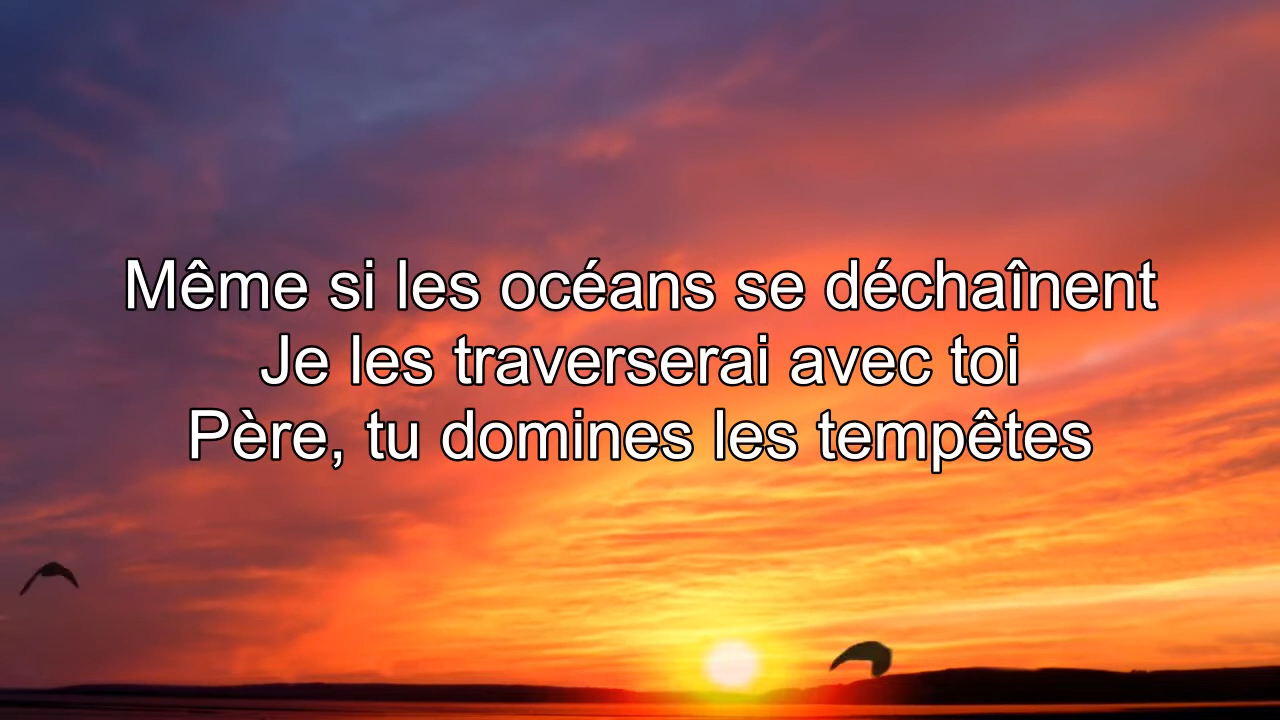 Même si les océans se déchaînent
Je les traverserai avec toi
Père, tu domines les tempêtes